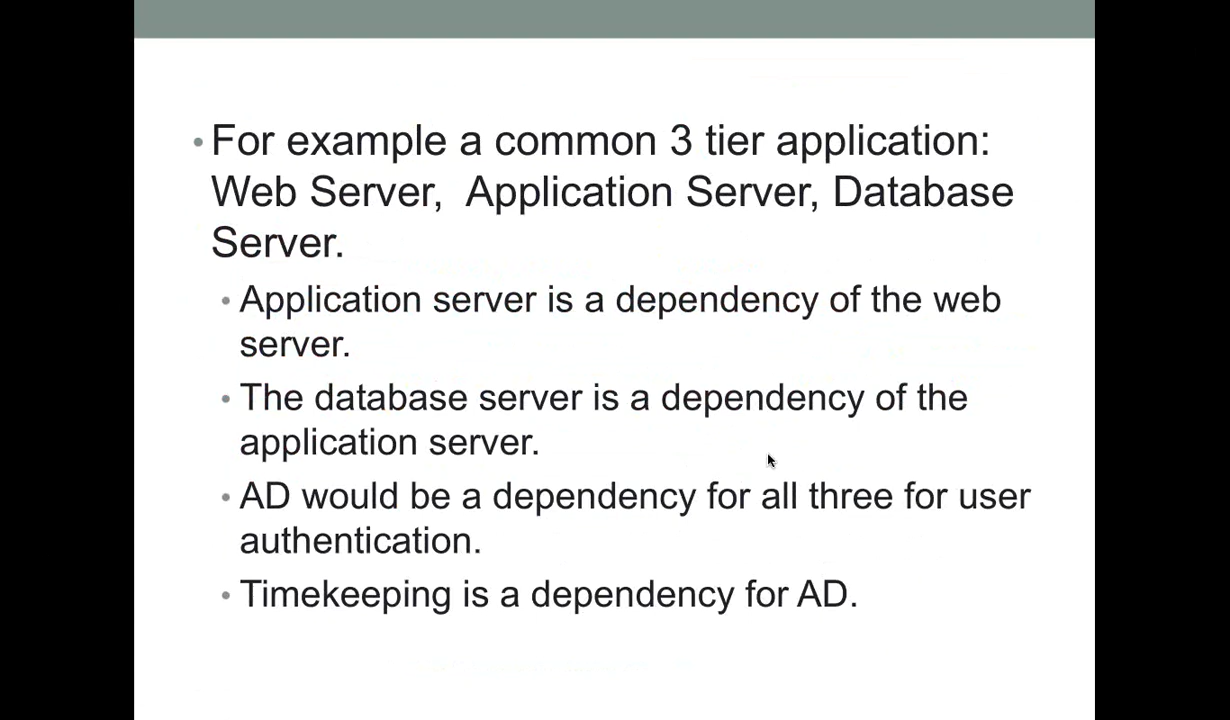 • For example a common 3 tier application:
Web Server,  Application Server, Database
Server.
• Application server is a dependency of the web
server.
• The database server is a dependency of the
application server.
• AD would be a dependency for all three for user
authentication.
• Timekeeping is a dependency for AD.